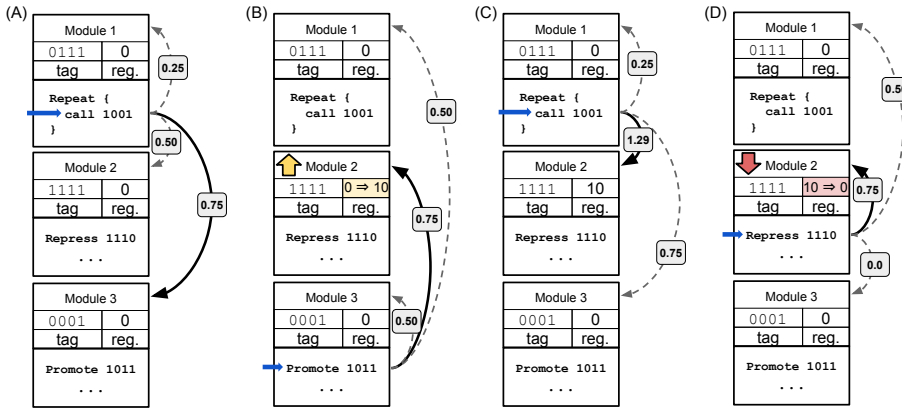 (A)
Module 1
0111 0
tag reg.
0.25
Repeat {
call 1001
}
0.50
Module 2
1111 0
tag reg.
0.75
Repress 1110
...
Module 3
0001 0
tag reg.
Promote 1011
...
(B)
Module 1
0111 0
tag reg.
Repeat {
call 1001
}
0.50
Module 2
1111 0 ⇒ 10
tag reg.
0.75
Repress 1110
...
Module 3
0001 0
0.50
tag reg.
Promote 1011
...
(C)
Module 1
0111 0
tag reg.
0.25
Repeat {
call 1001
}
1.29
Module 2
1111 10
tag reg.
Repress 1110
...
0.75
Module 3
0001 0
tag reg.
Promote 1011
...
(D)
Module 1
0111 0
tag reg.
0.50
Repeat {
call 1001
}
Module 2
1111 10 ⇒ 0
0.75
tag reg.
Repress 1110
...
0.0
Module 3
0001 0
tag reg.
Promote 1011
...